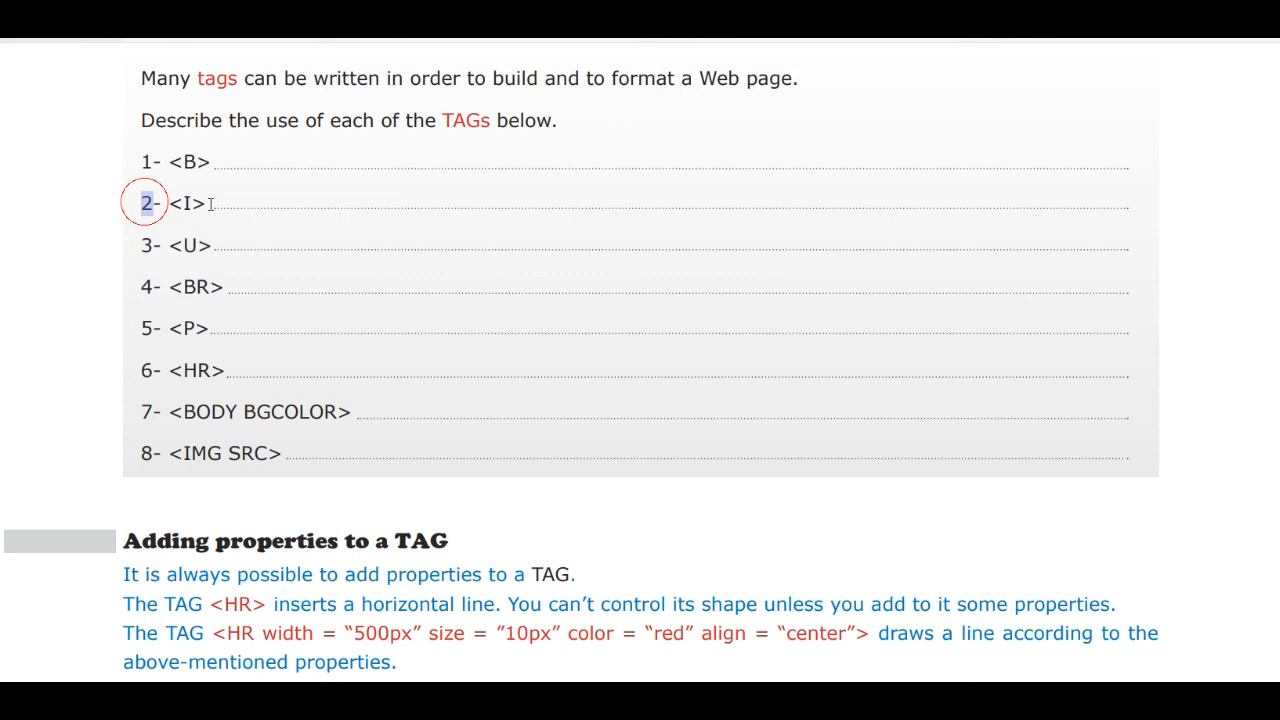 Many tags can be written in order to build and to format a Web page.
Describe the use of each of the TAGs below.
1- <B>
2- <I>
3- <U>
4- <BR>
5- <P>
6- <HR>
7- <BODY BGCOLOR>
8- <IMG SRC>
Adding properties to a TAG
It is always possible to add properties to a TAG.
The TAG <HR> inserts a horizontal line. You can’t control its shape unless you add to it some properties.
The TAG <HR width = “500px” size = ”10px” color = “red” align = “center”> draws a line according to the
above-mentioned properties.